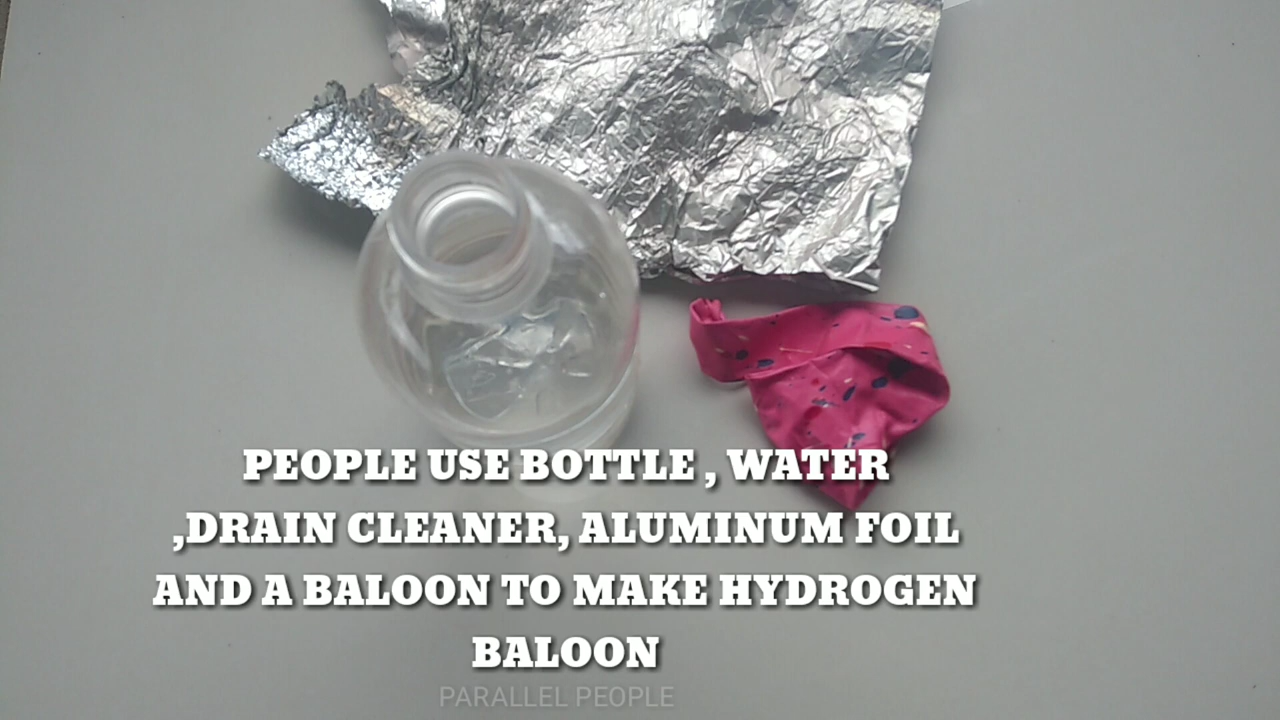 PEOPLE USE BOTTLE , WATER
,DRAIN CLEANER, ALUMINUM FOIL
AND A BALOON TO MAKE HYDROGEN
BALOON
PARALLEL PEOPLE